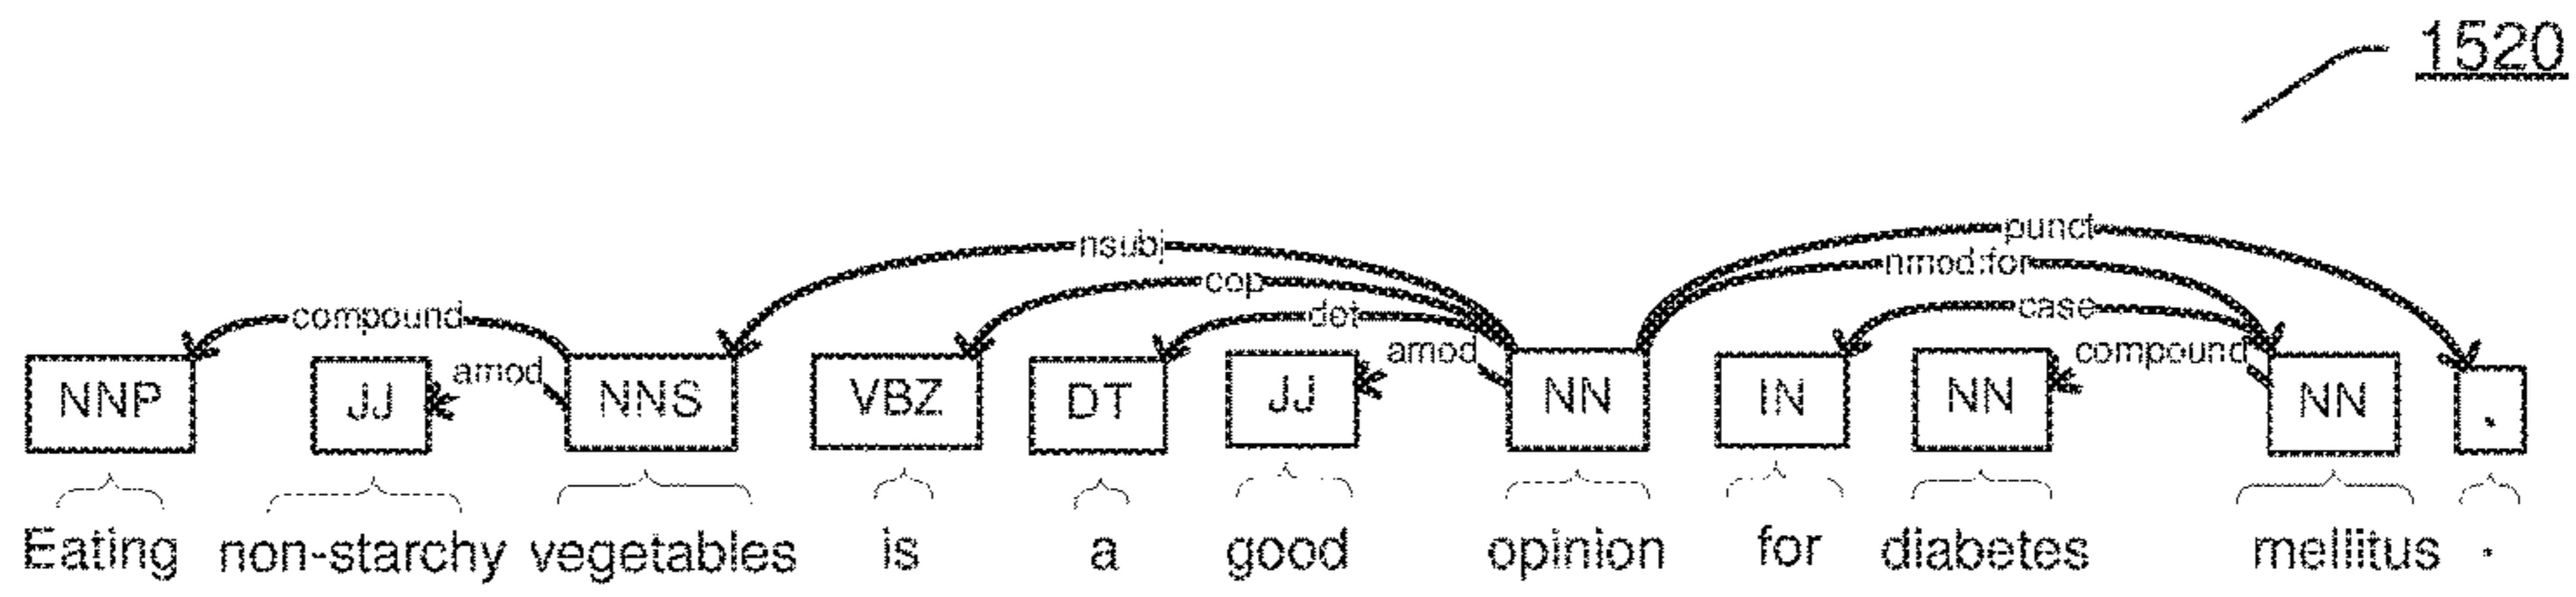 1520
punct
nsubj nmod:for
cop
compound det case
amod amod compound
NNP JJ NNS VBZ DT JJ NN IN NN NN .
Eating non-starchy vegetables is a good opinion for diabetes mellitus .